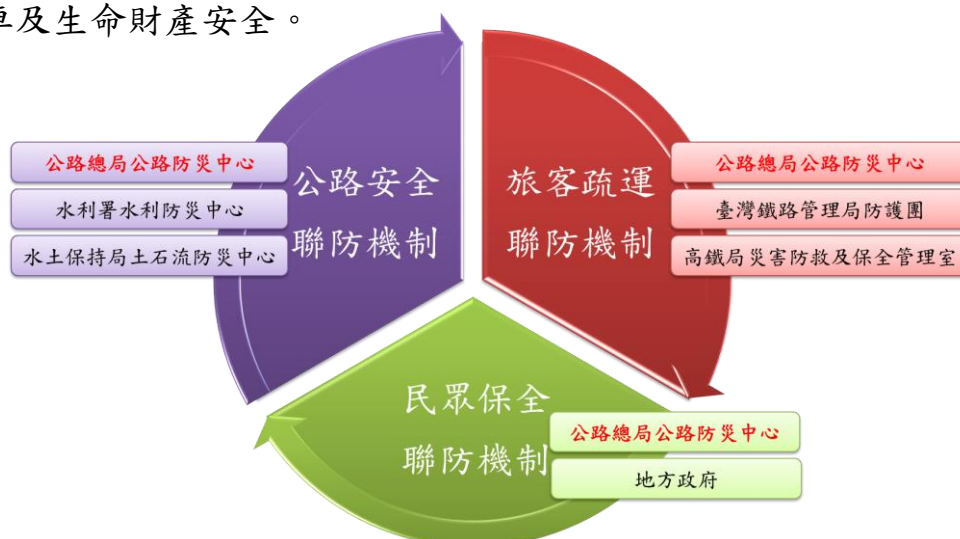 及生命財產安全。
公路安全
聯防機制
公路總局公路防災中心
水利署水利防災中心
水土保持局土石流防災中心
旅客疏運
聯防機制
公路總局公路防災中心
臺灣鐵路管理局防護團
高鐵局災害防救及保全管理室
民眾保全
聯防機制
公路總局公路防災中心
地方政府